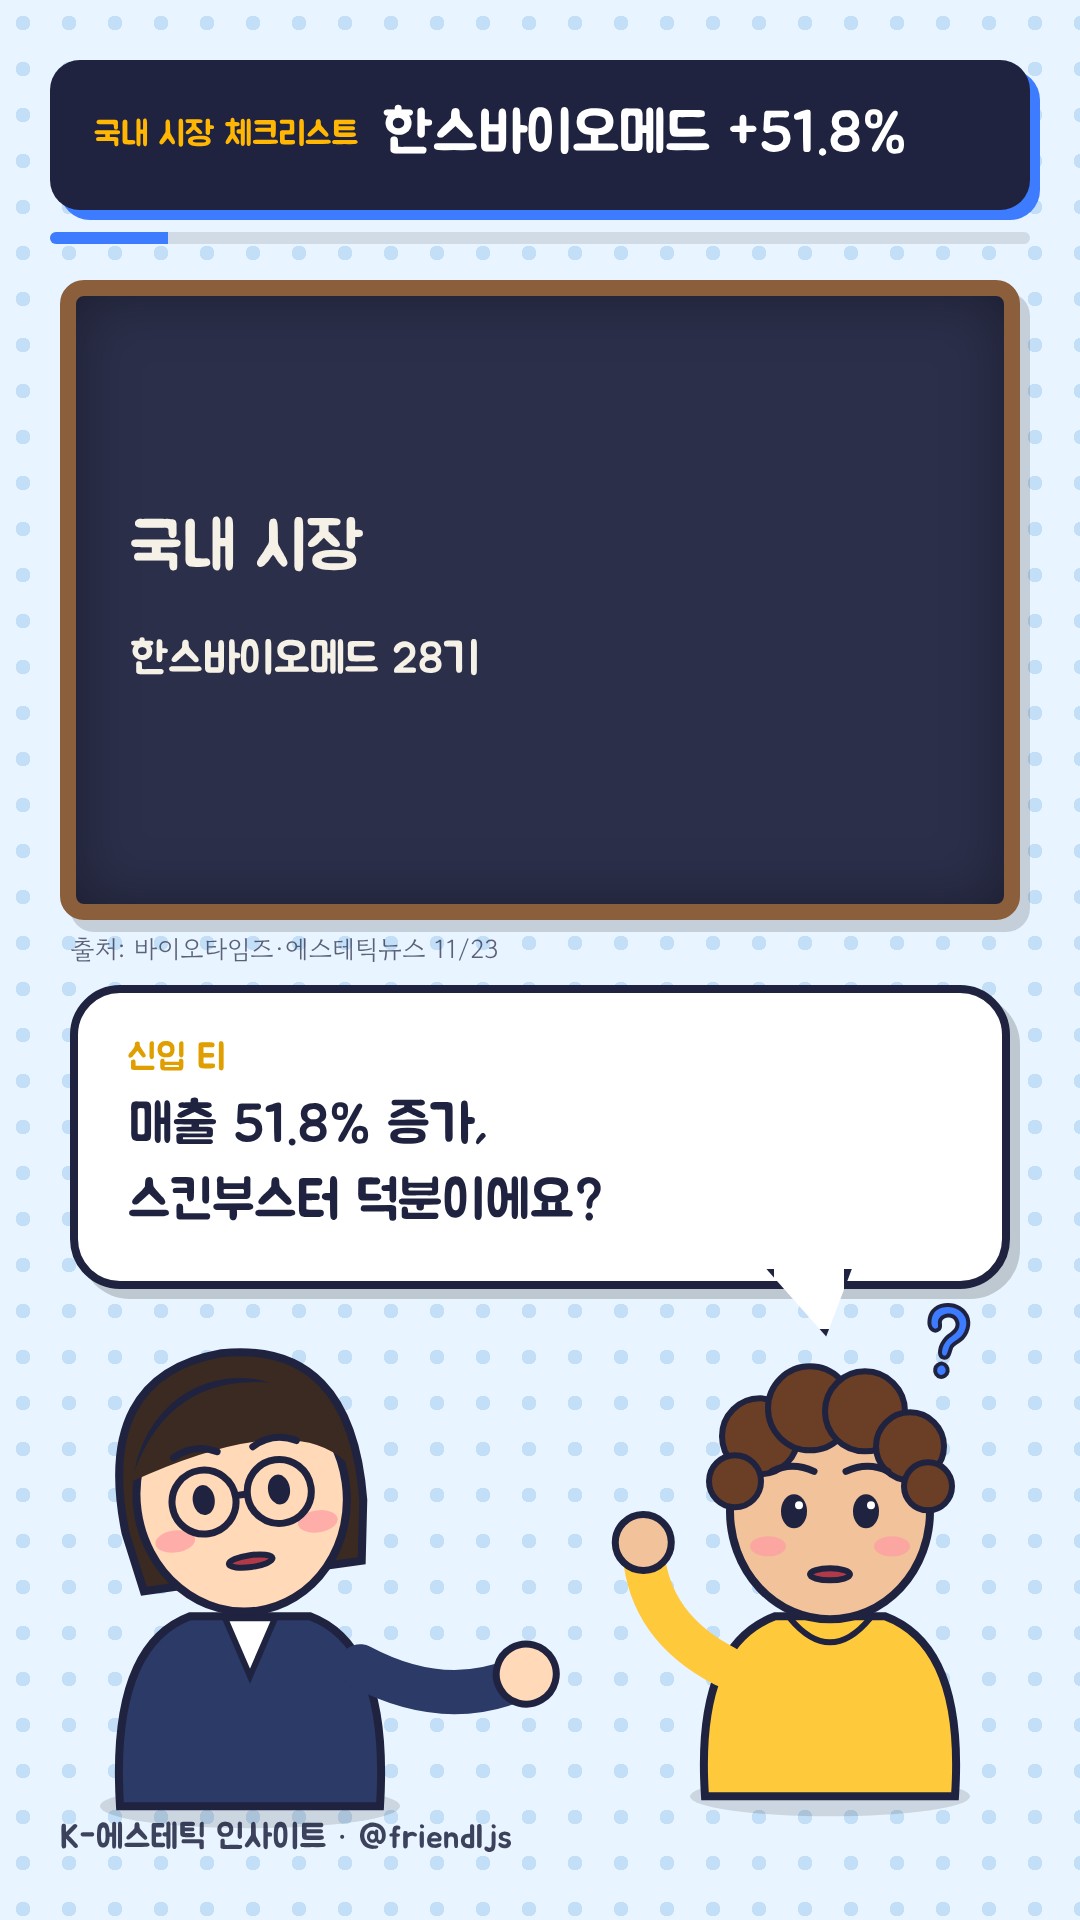 국내 시장 체크리스트 한스바이오메드 +51.8%
국내 시장
한스바이오메드 28기
출처: 바이오타임즈·에스테틱뉴스 11/23
신입 티
매출 51.8% 증가,
스킨부스터 덕분이에요?
?
K-에스테틱 인사이트 · @friendljs